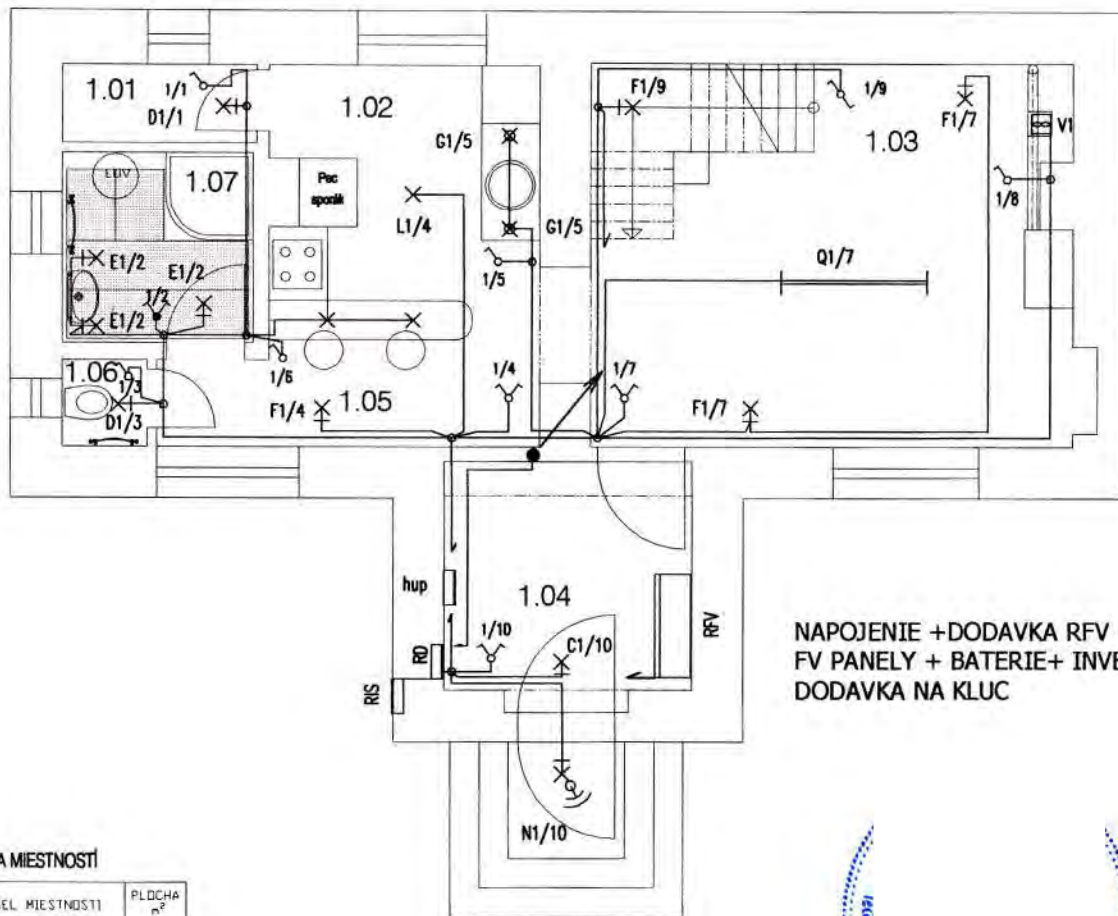 1.01
1/1
D1/1
1.02
F1/9
1/9
F1/7
V1
1.03
G1/5
1.07
Pec
sporák
1/8
L1/4
G1/5
E1/2
E1/2
1/5
Q1/7
1/2
E1/2
1.06
1/3
1/6
1/4
1/7
D1/3
F1/4
1.05
F1/7
hup
1.04
RFV
1/10
C1/10
RD
RIS
NAPOJENIE +DODAVKA RFV
FV PANELY + BATERIE+ INVE
DODAVKA NA KLUC
N1/10
A MIESTNOSTÍ
EL MIESTNOSTI
PLOCHA
m²